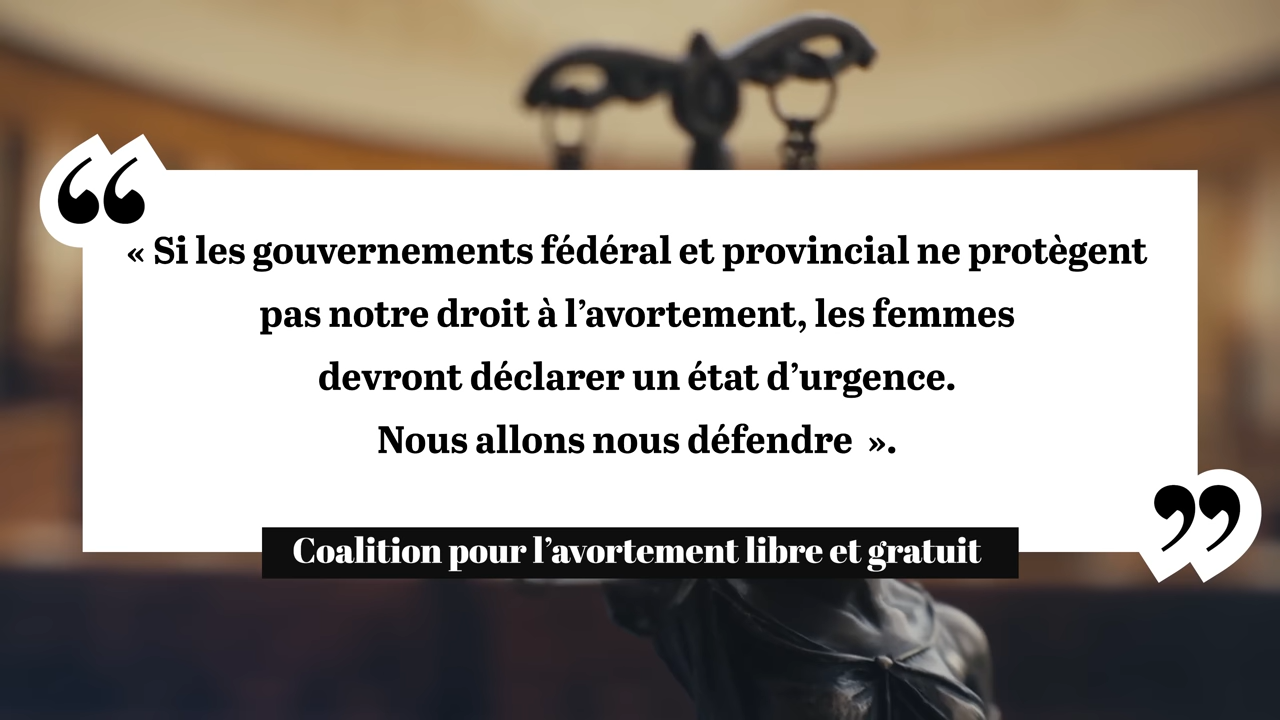 « Si les gouvernements fédéral et provincial ne protègent
pas notre droit à l’avortement, les femmes
devront déclarer un état d’urgence.
Nous allons nous défendre  ».
Coalition pour l’avortement libre et gratuit